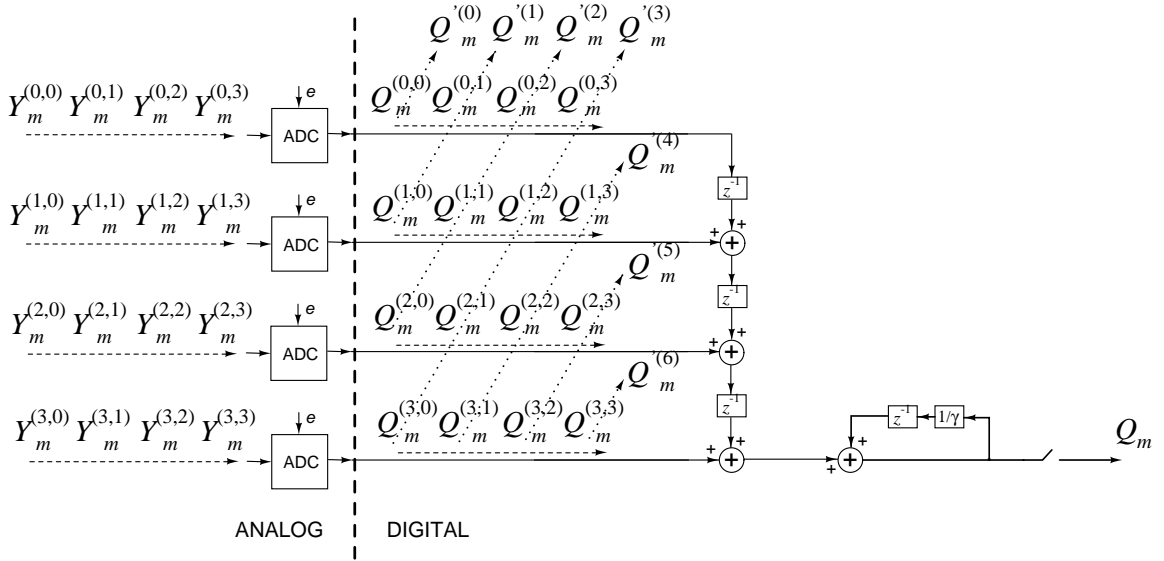 Q'_m^(0) Q'_m^(1) Q'_m^(2) Q'_m^(3)
Y_m^(0,0) Y_m^(0,1) Y_m^(0,2) Y_m^(0,3) e ADC Q_m^(0,0) Q_m^(0,1) Q_m^(0,2) Q_m^(0,3)
Q'_m^(4)
z^-1
Y_m^(1,0) Y_m^(1,1) Y_m^(1,2) Y_m^(1,3) e ADC Q_m^(1,0) Q_m^(1,1) Q_m^(1,2) Q_m^(1,3) + + +
Q'_m^(5)
z^-1
Y_m^(2,0) Y_m^(2,1) Y_m^(2,2) Y_m^(2,3) e ADC Q_m^(2,0) Q_m^(2,1) Q_m^(2,2) Q_m^(2,3) + + +
Q'_m^(6)
z^-1
z^-1 1/γ
Y_m^(3,0) Y_m^(3,1) Y_m^(3,2) Y_m^(3,3) e ADC Q_m^(3,0) Q_m^(3,1) Q_m^(3,2) Q_m^(3,3) + + + + + + Q_m
ANALOG DIGITAL